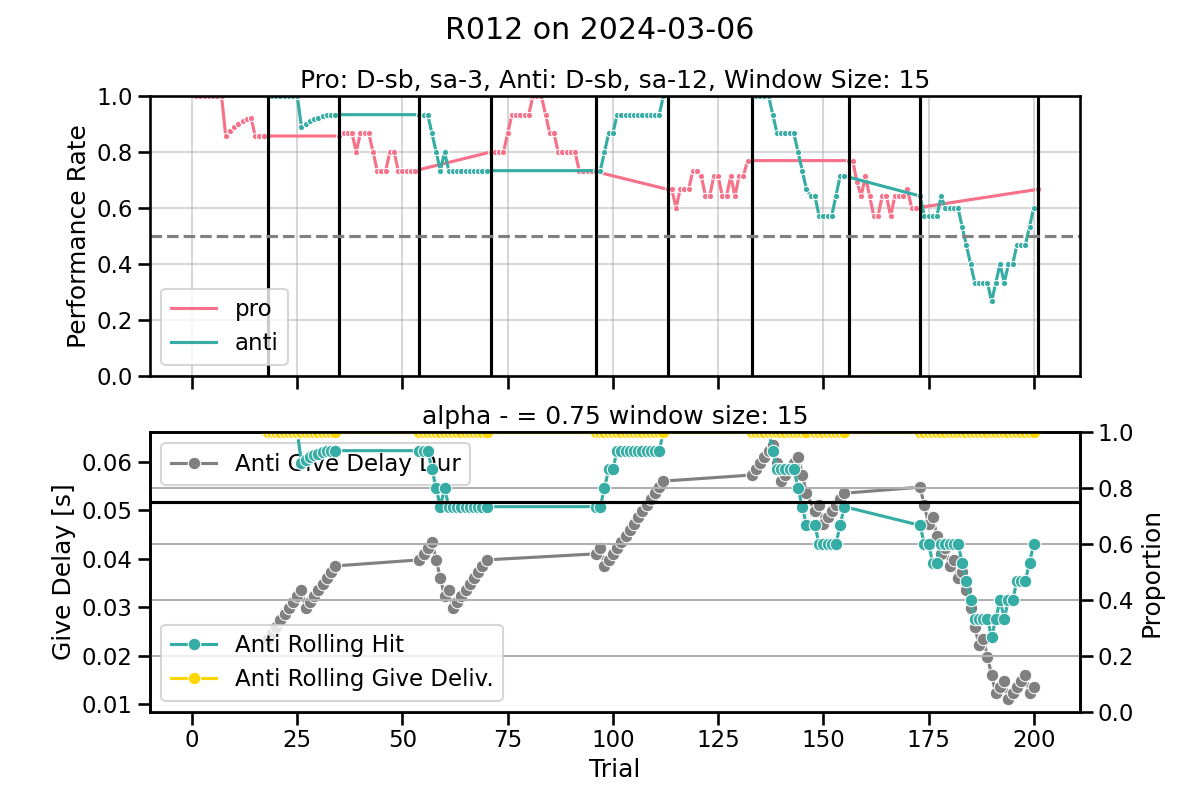 R012 on 2024-03-06
Pro: D-sb, sa-3, Anti: D-sb, sa-12, Window Size: 15
1.0
0.8
0.6
0.4
0.2
0.0
Performance Rate
pro
anti
alpha - = 0.75 window size: 15
0.06
0.05
0.04
0.03
0.02
0.01
Give Delay [s]
Anti Give Delay Dur
Anti Rolling Hit
Anti Rolling Give Deliv.
1.0
0.8
0.6
0.4
0.2
0.0
Proportion
0 25 50 75 100 125 150 175 200
Trial